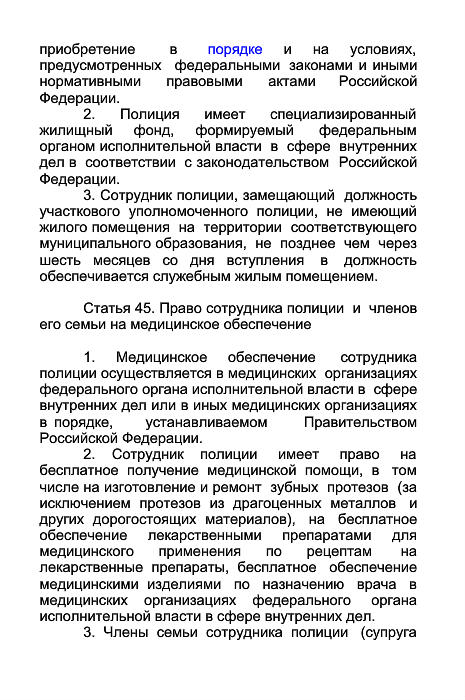 приобретение в порядке и на условиях,
предусмотренных федеральными законами и иными
нормативными правовыми актами Российской
Федерации.
2. Полиция имеет специализированный
жилищный фонд, формируемый федеральным
органом исполнительной власти в сфере внутренних
дел в соответствии с законодательством Российской
Федерации.
3. Сотрудник полиции, замещающий должность
участкового уполномоченного полиции, не имеющий
жилого помещения на территории соответствующего
муниципального образования, не позднее чем через
шесть месяцев со дня вступления в должность
обеспечивается служебным жилым помещением.
Статья 45. Право сотрудника полиции и членов
его семьи на медицинское обеспечение
1. Медицинское обеспечение сотрудника
полиции осуществляется в медицинских организациях
федерального органа исполнительной власти в сфере
внутренних дел или в иных медицинских организациях
в порядке, устанавливаемом Правительством
Российской Федерации.
2. Сотрудник полиции имеет право на
бесплатное получение медицинской помощи, в том
числе на изготовление и ремонт зубных протезов (за
исключением протезов из драгоценных металлов и
других дорогостоящих материалов), на бесплатное
обеспечение лекарственными препаратами для
медицинского применения по рецептам на
лекарственные препараты, бесплатное обеспечение
медицинскими изделиями по назначению врача в
медицинских организациях федерального органа
исполнительной власти в сфере внутренних дел.
3. Члены семьи сотрудника полиции (супруга